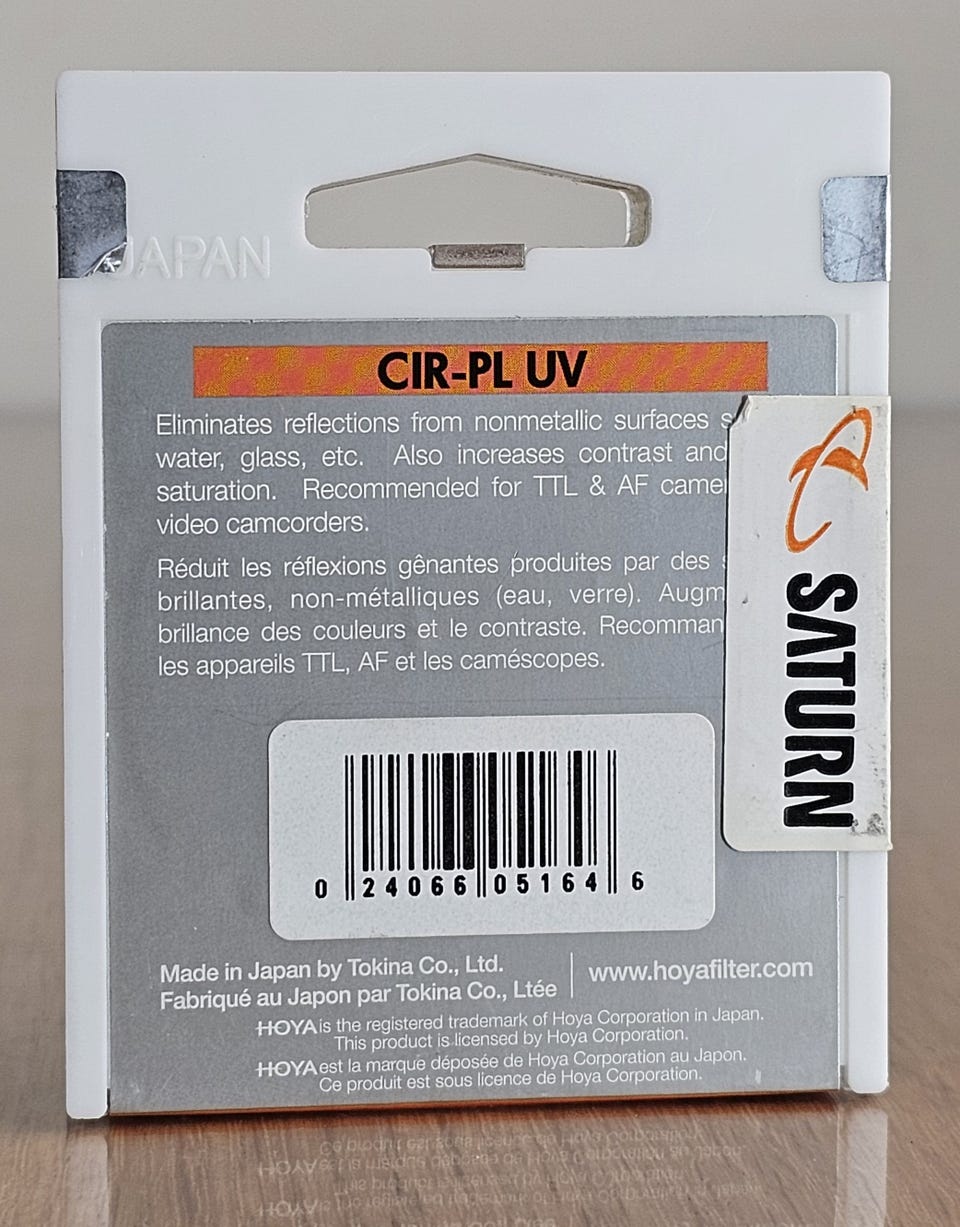 JAPAN
CIR-PL UV
Eliminates reflections from nonmetallic surfaces
water, glass, etc. Also increases contrast and
saturation. Recommended for TTL & AF
video camcorders.
Réduit les réflexions gênantes produites par des
brillantes, non-métalliques (eau, verre).
brillance des couleurs et le contraste.
les appareils TTL, AF et les caméscopes.
SATURN
0 24066 05164 6
Made in Japan by Tokina Co., Ltd.
Fabriqué au Japon par Tokina Co., Ltée
www.hoyafilter.com
HOYA is the registered trademark of Hoya Corporation in Japan.
This product is licensed by Hoya Corporation.
HOYA est la marque déposée de Hoya Corporation au Japon.
Ce produit est sous licence de Hoya Corporation.